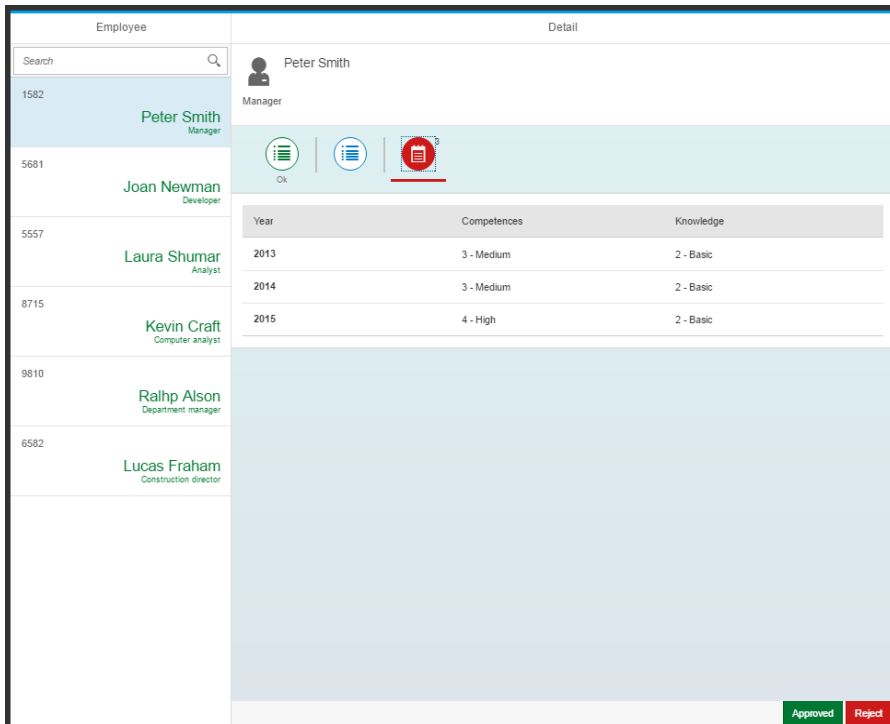 Employee
Detail
Search
1582
Peter Smith
Manager
5681
Joan Newman
Developer
5557
Laura Shumar
Analyst
8715
Kevin Craft
Computer analyst
9810
Ralhp Alson
Department manager
6582
Lucas Fraham
Construction director
Peter Smith
Manager
Ok
3
Year Competences Knowledge
2013 3 - Medium 2 - Basic
2014 3 - Medium 2 - Basic
2015 4 - High 2 - Basic
Approved Reject